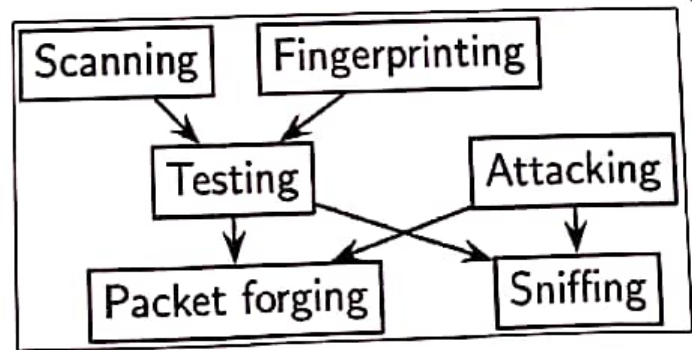 Scanning
Fingerprinting
Testing
Attacking
Packet forging
Sniffing